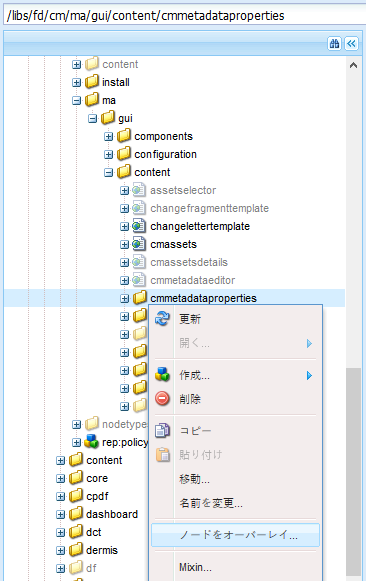 /libs/fd/cm/ma/gui/content/cmmetadataproperties
content
install
ma
gui
components
configuration
content
assetselector
changefragmenttemplate
changelettertemplate
cmassets
cmassetsdetails
cmmetadataeditor
cmmetadataproperties
更新
開く...
作成...
削除
コピー
貼り付け
移動...
名前を変更...
ノードをオーバーレイ...
Mixin...
nodetype
rep:policy
content
core
cpdf
dashboard
dct
dermis
df